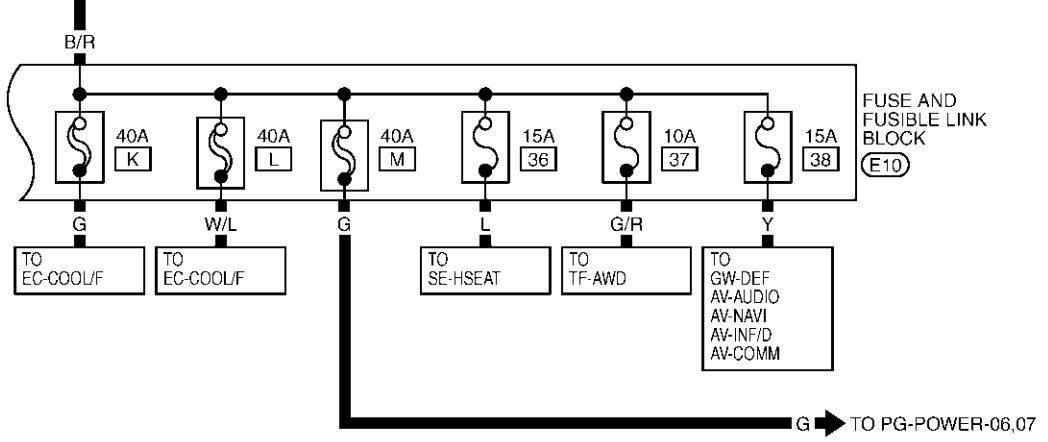 B/R
FUSE AND
FUSIBLE LINK
BLOCK
E10
40A
K
40A
L
40A
M
15A
36
10A
37
15A
38
G
W/L
G
L
G/R
Y
TO
EC-COOL/F
TO
EC-COOL/F
TO
SE-HSEAT
TO
TF-AWD
TO
GW-DEF
AV-AUDIO
AV-NAVI
AV-INF/D
AV-COMM
G
TO PG-POWER-06,07